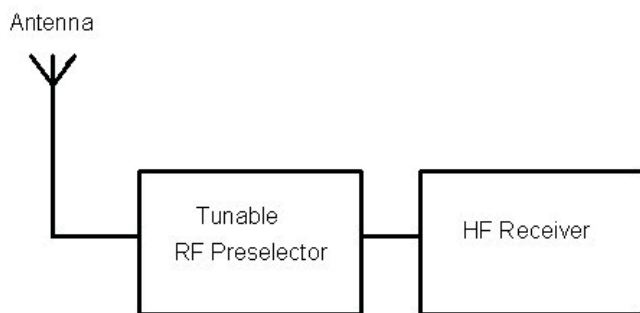 Antenna
Tunable
RF Preselector
HF Receiver